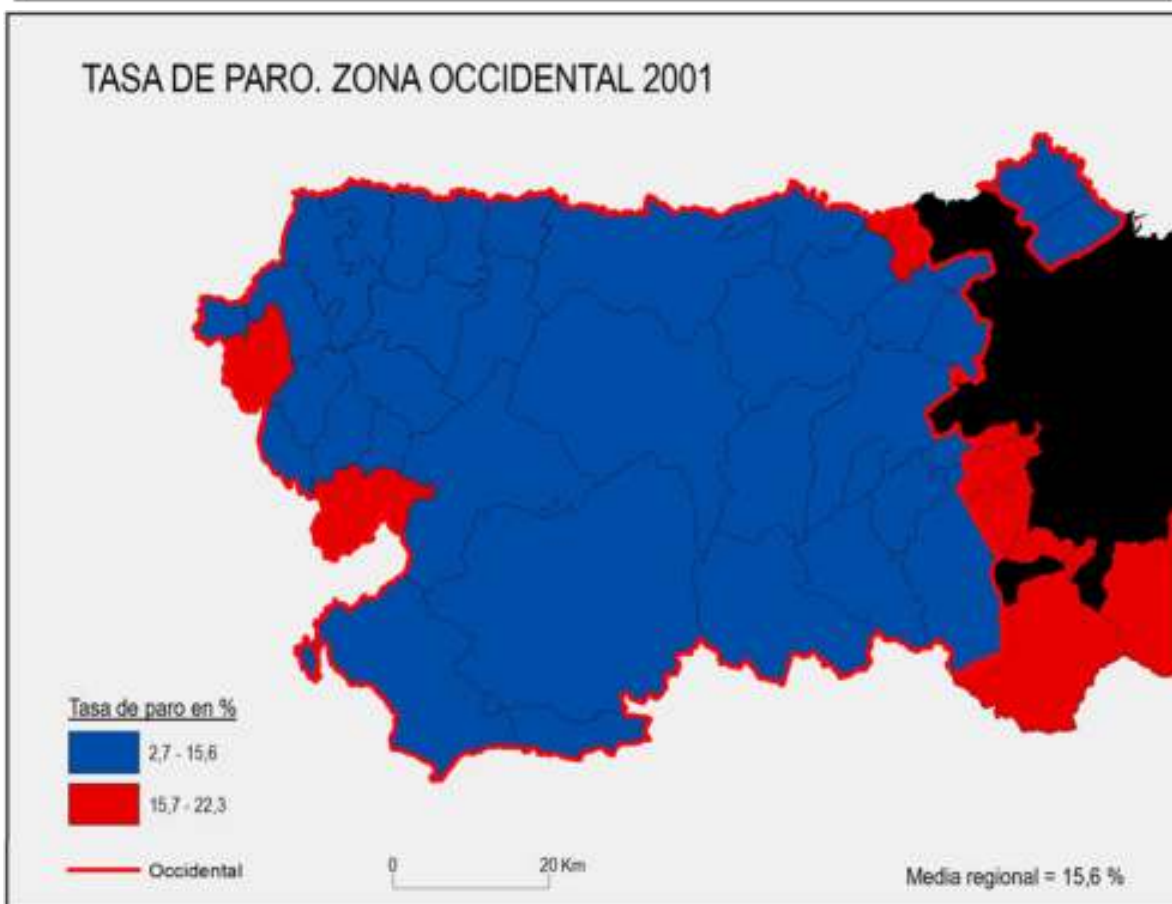 TASA DE PARO. ZONA OCCIDENTAL 2001
Tasa de paro en %
2,7 - 15,6
15,7 - 22,3
Occidental
0 20 Km
Media regional = 15,6 %